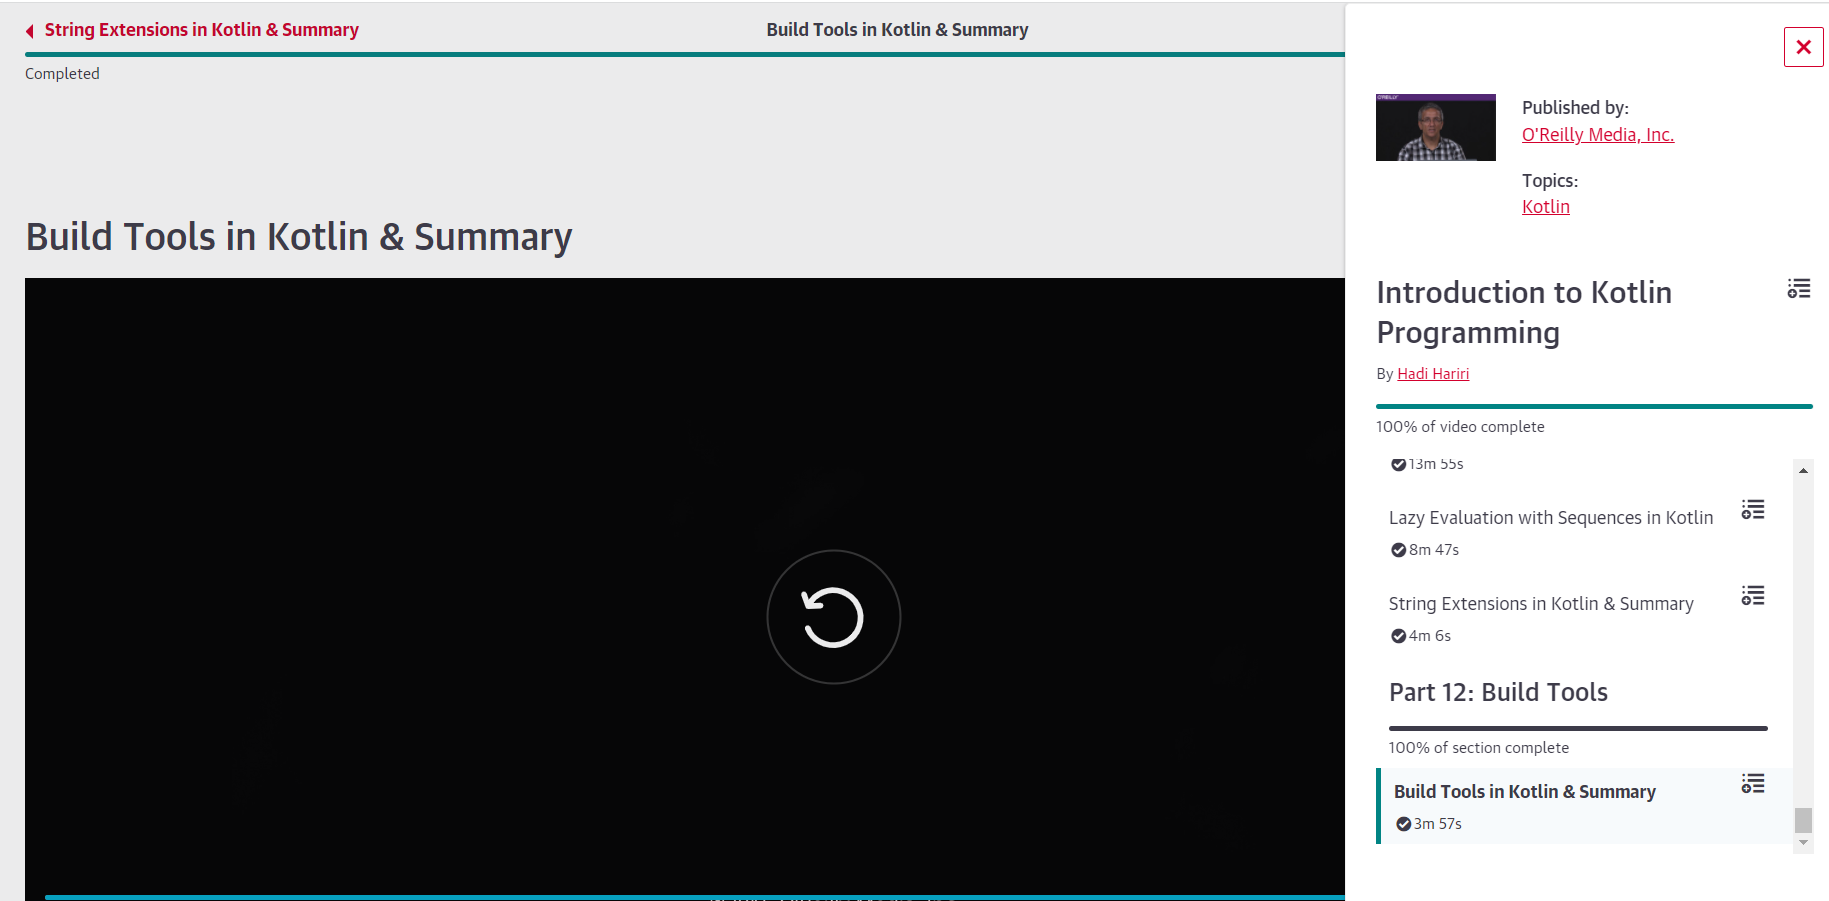 String Extensions in Kotlin & Summary
Build Tools in Kotlin & Summary
Completed
Build Tools in Kotlin & Summary
O'REILLY
Published by:
O'Reilly Media, Inc.
Topics:
Kotlin
Introduction to Kotlin
Programming
By Hadi Hariri
100% of video complete
13m 55s
Lazy Evaluation with Sequences in Kotlin
8m 47s
String Extensions in Kotlin & Summary
4m 6s
Part 12: Build Tools
100% of section complete
Build Tools in Kotlin & Summary
3m 57s